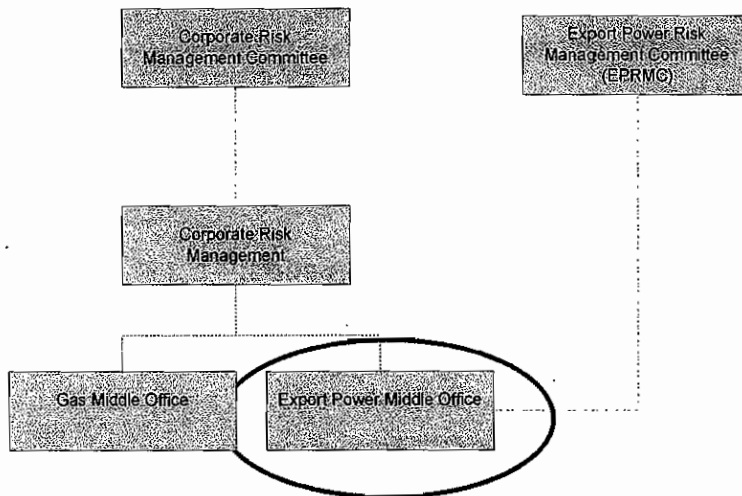 Corporate Risk
Management Committee
Export Power Risk
Management Committee
(EPRMC)
Corporate Risk
Management
Gas Middle Office
Export Power Middle Office